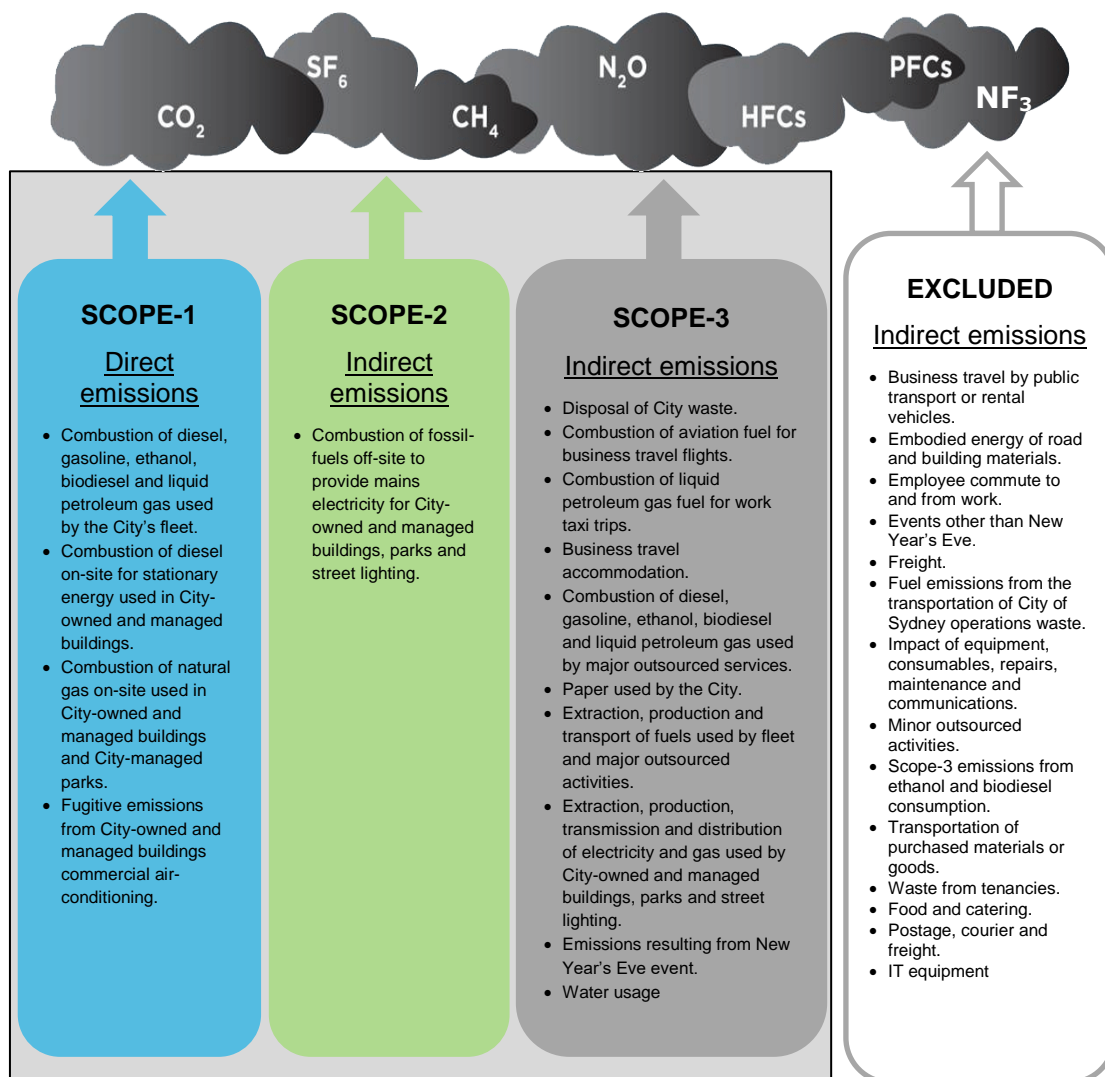 SF₆
N₂O
PFCs
CO₂
CH₄
HFCs
NF₃
SCOPE-1
Direct
emissions
• Combustion of diesel,
gasoline, ethanol,
biodiesel and liquid
petroleum gas used
by the City’s fleet.
• Combustion of diesel
on-site for stationary
energy used in City-
owned and managed
buildings.
• Combustion of natural
gas on-site used in
City-owned and
managed buildings
and City-managed
parks.
• Fugitive emissions
from City-owned and
managed buildings
commercial air-
conditioning.
SCOPE-2
Indirect
emissions
• Combustion of fossil-
fuels off-site to
provide mains
electricity for City-
owned and managed
buildings, parks and
street lighting.
SCOPE-3
Indirect emissions
• Disposal of City waste.
• Combustion of aviation fuel for
business travel flights.
• Combustion of liquid
petroleum gas fuel for work
taxi trips.
• Business travel
accommodation.
• Combustion of diesel,
gasoline, ethanol, biodiesel
and liquid petroleum gas used
by major outsourced services.
• Paper used by the City.
• Extraction, production and
transport of fuels used by fleet
and major outsourced
activities.
• Extraction, production,
transmission and distribution
of electricity and gas used by
City-owned and managed
buildings, parks and street
lighting.
• Emissions resulting from New
Year’s Eve event.
• Water usage
EXCLUDED
Indirect emissions
• Business travel by public
transport or rental
vehicles.
• Embodied energy of road
and building materials.
• Employee commute to
and from work.
• Events other than New
Year’s Eve.
• Freight.
• Fuel emissions from the
transportation of City of
Sydney operations waste.
• Impact of equipment,
consumables, repairs,
maintenance and
communications.
• Minor outsourced
activities.
• Scope-3 emissions from
ethanol and biodiesel
consumption.
• Transportation of
purchased materials or
goods.
• Waste from tenancies.
• Food and catering.
• Postage, courier and
freight.
• IT equipment